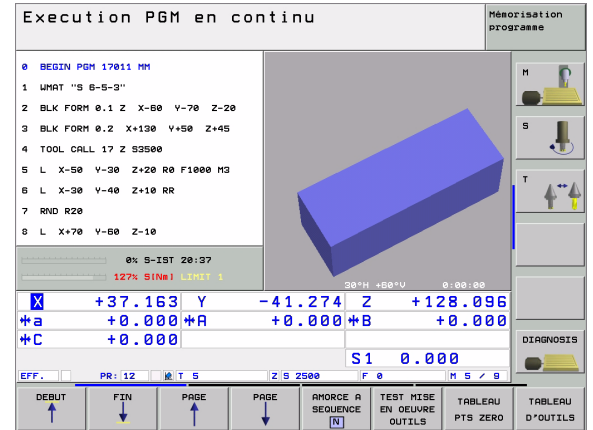 Execution PGM en continu
Mémorisation
programme
0 BEGIN PGM 17011 MM
1 WMAT "S 6-5-3"
2 BLK FORM 0.1 Z X-60 Y-70 Z-20
3 BLK FORM 0.2 X+130 Y+50 Z+45
4 TOOL CALL 17 Z S3500
5 L X-50 Y-30 Z+20 R0 F1000 M3
6 L X-30 Y-40 Z+10 RR
7 RND R20
8 L X+70 Y-60 Z-10
M
S
T
0% S-IST 20:37
127% S[Nm] LIMIT 1
30°H +60°V 0:00:00
X +37.163 Y -41.274 Z +128.096
a +0.000 A +0.000 B +0.000
C +0.000
S1 0.000
DIAGNOSIS
EFF. PR: 12 T 5 Z S 2500 F 0 M 5 / 9
DEBUT FIN PAGE PAGE AMORCE A TEST MISE TABLEAU TABLEAU
SEQUENCE EN OEUVRE
N OUTILS PTS ZERO D'OUTILS